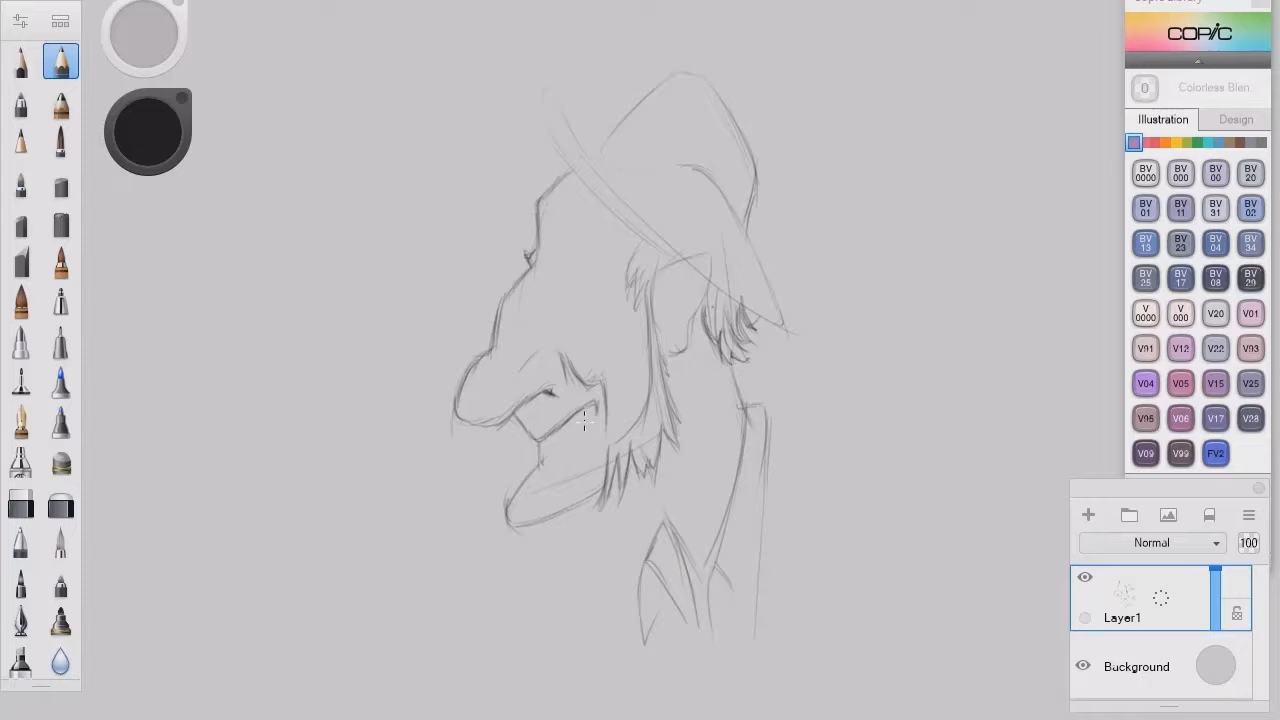 COPIC
0 Colorless Blen
Illustration Design
BV 0000 BV 000 BV 00 BV 20
BV 01 BV 11 BV 31 BV 02
BV 13 BV 23 BV 04 BV 34
BV 25 BV 17 BV 08 BV 29
V 0000 V 000 V20 V01
V91 V12 V22 V93
V04 V05 V15 V25
V95 V06 V17 V28
V09 V99 FV2
Normal 100
Layer1
Background